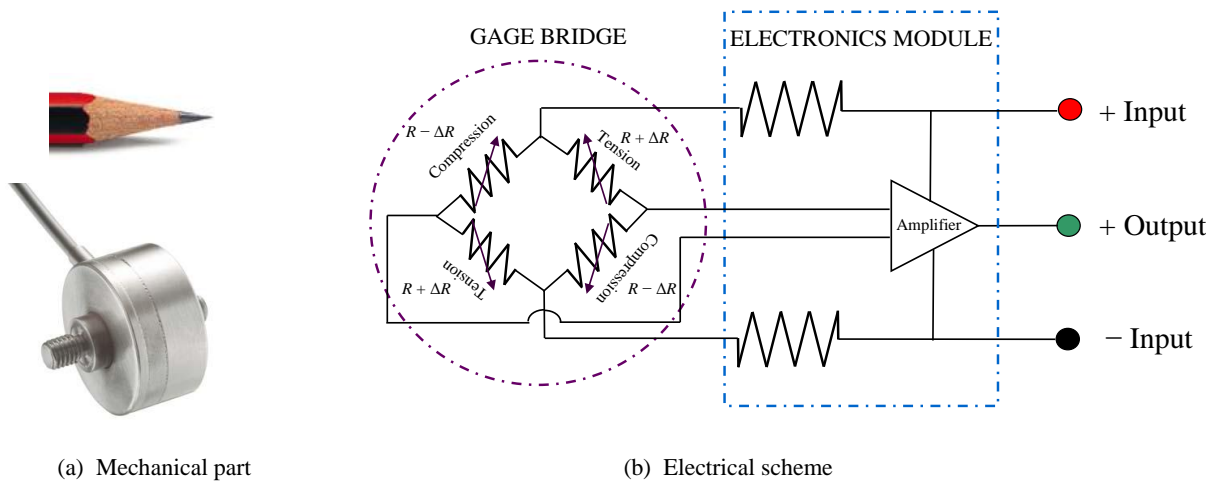 GAGE BRIDGE
ELECTRONICS MODULE
R − ΔR
Compression
Tension
R + ΔR
+ Input
Amplifier
+ Output
R + ΔR
Tension
Compression
R − ΔR
− Input
(a) Mechanical part
(b) Electrical scheme